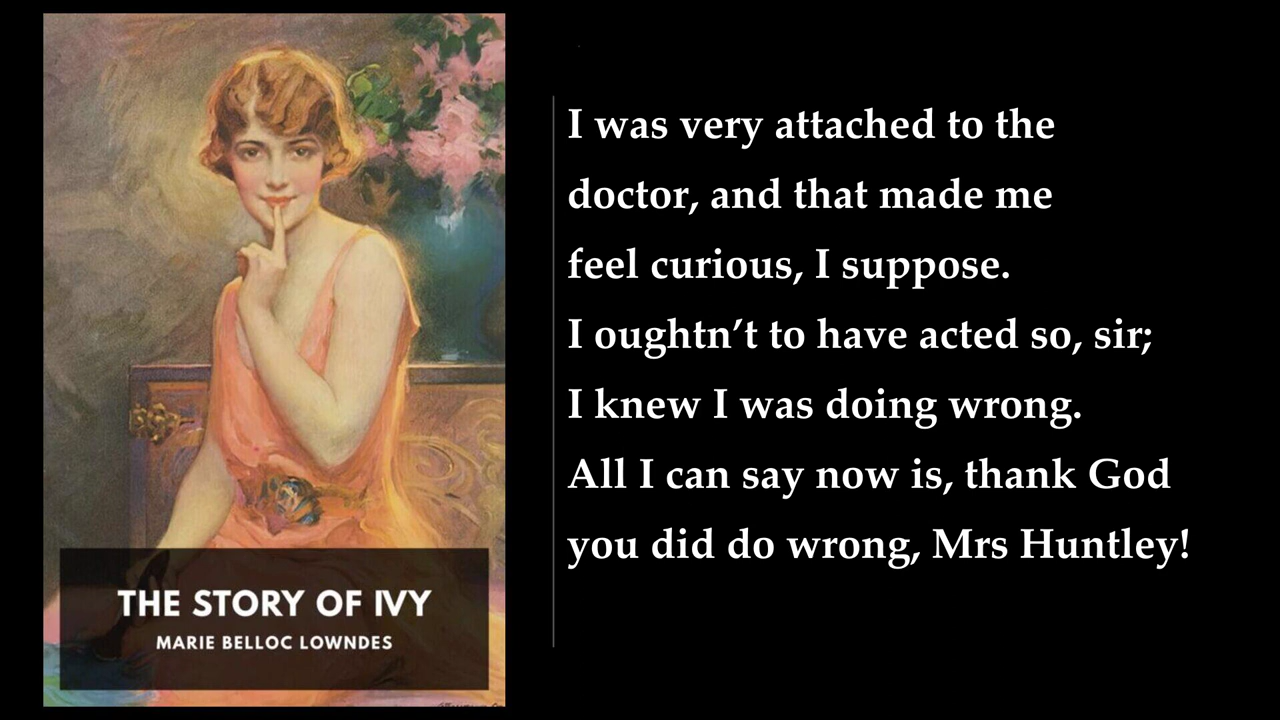 THE STORY OF IVY
MARIE BELLOC LOWNDES
I was very attached to the
doctor, and that made me
feel curious, I suppose.
I oughtn’t to have acted so, sir;
I knew I was doing wrong.
All I can say now is, thank God
you did do wrong, Mrs Huntley!